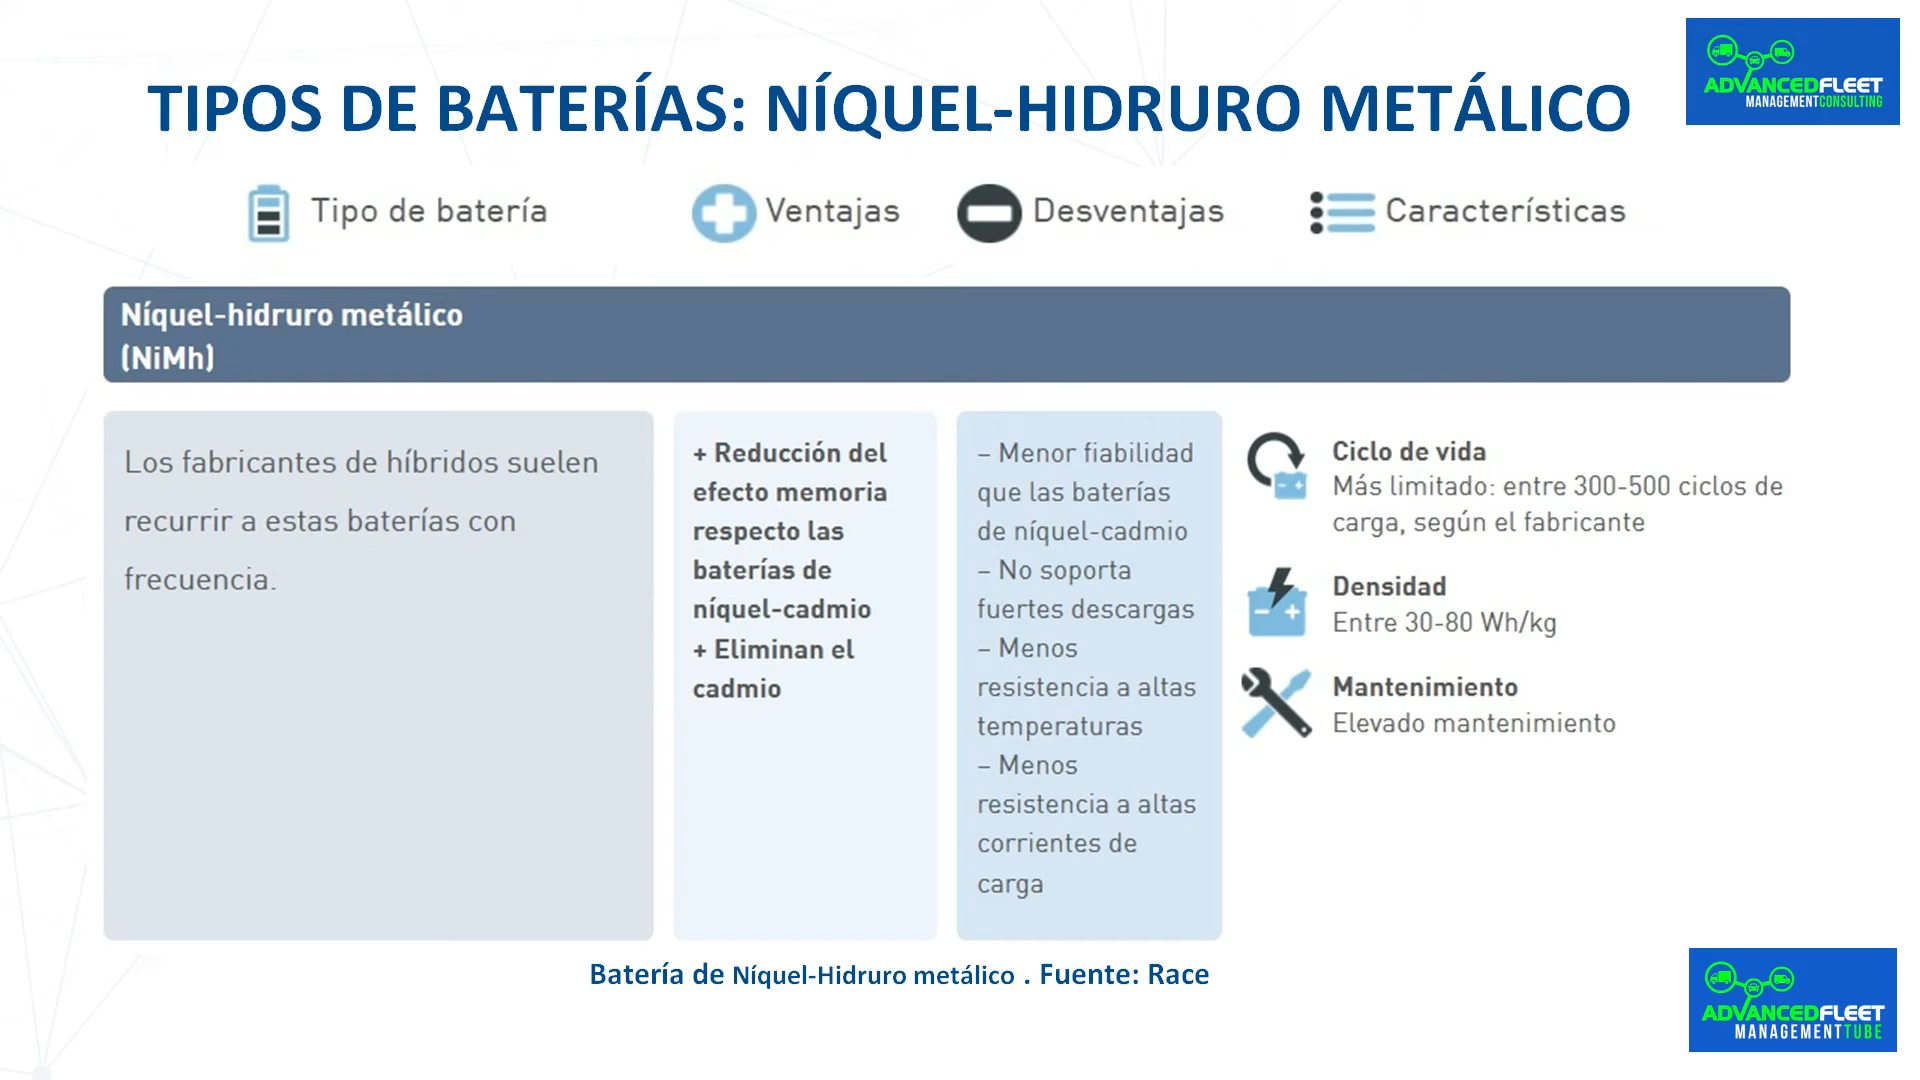 TIPOS DE BATERÍAS: NÍQUEL-HIDRURO METÁLICO
ADVANCEDFLEET
MANAGEMENTCONSULTING
Tipo de batería
Ventajas
Desventajas
Características
Níquel-hidruro metálico
(NiMh)
Los fabricantes de híbridos suelen
recurrir a estas baterías con
frecuencia.
+ Reducción del
efecto memoria
respecto las
baterías de
níquel-cadmio
+ Eliminan el
cadmio
– Menor fiabilidad
que las baterías
de níquel-cadmio
– No soporta
fuertes descargas
– Menos
resistencia a altas
temperaturas
– Menos
resistencia a altas
corrientes de
carga
Ciclo de vida
Más limitado: entre 300-500 ciclos de
carga, según el fabricante
Densidad
Entre 30-80 Wh/kg
Mantenimiento
Elevado mantenimiento
Batería de Níquel-Hidruro metálico . Fuente: Race
ADVANCEDFLEET
MANAGEMENTTUBE